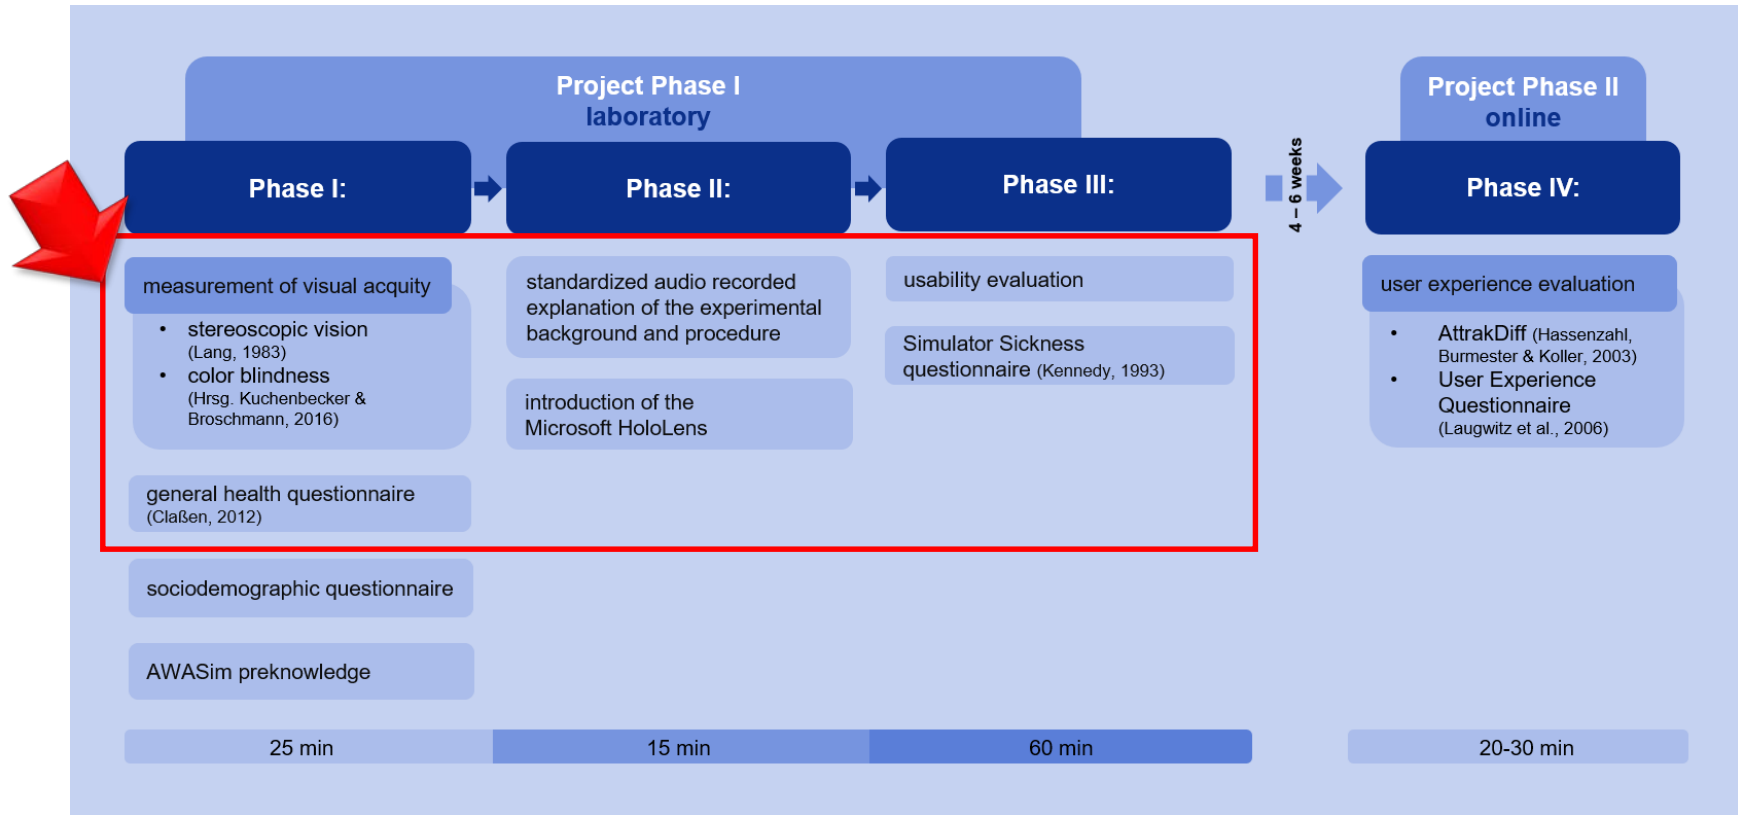 Project Phase I
laboratory
Project Phase II
online
Phase I:
Phase II:
Phase III:
4 – 6 weeks
Phase IV:
measurement of visual acquity
• stereoscopic vision
(Lang, 1983)
• color blindness
(Hrsg. Kuchenbecker &
Broschmann, 2016)
general health questionnaire
(Claßen, 2012)
sociodemographic questionnaire
AWASim preknowledge
standardized audio recorded
explanation of the experimental
background and procedure
introduction of the
Microsoft HoloLens
usability evaluation
Simulator Sickness
questionnaire (Kennedy, 1993)
user experience evaluation
• AttrakDiff (Hassenzahl,
Burmester & Koller, 2003)
• User Experience
Questionnaire
(Laugwitz et al., 2006)
25 min
15 min
60 min
20-30 min